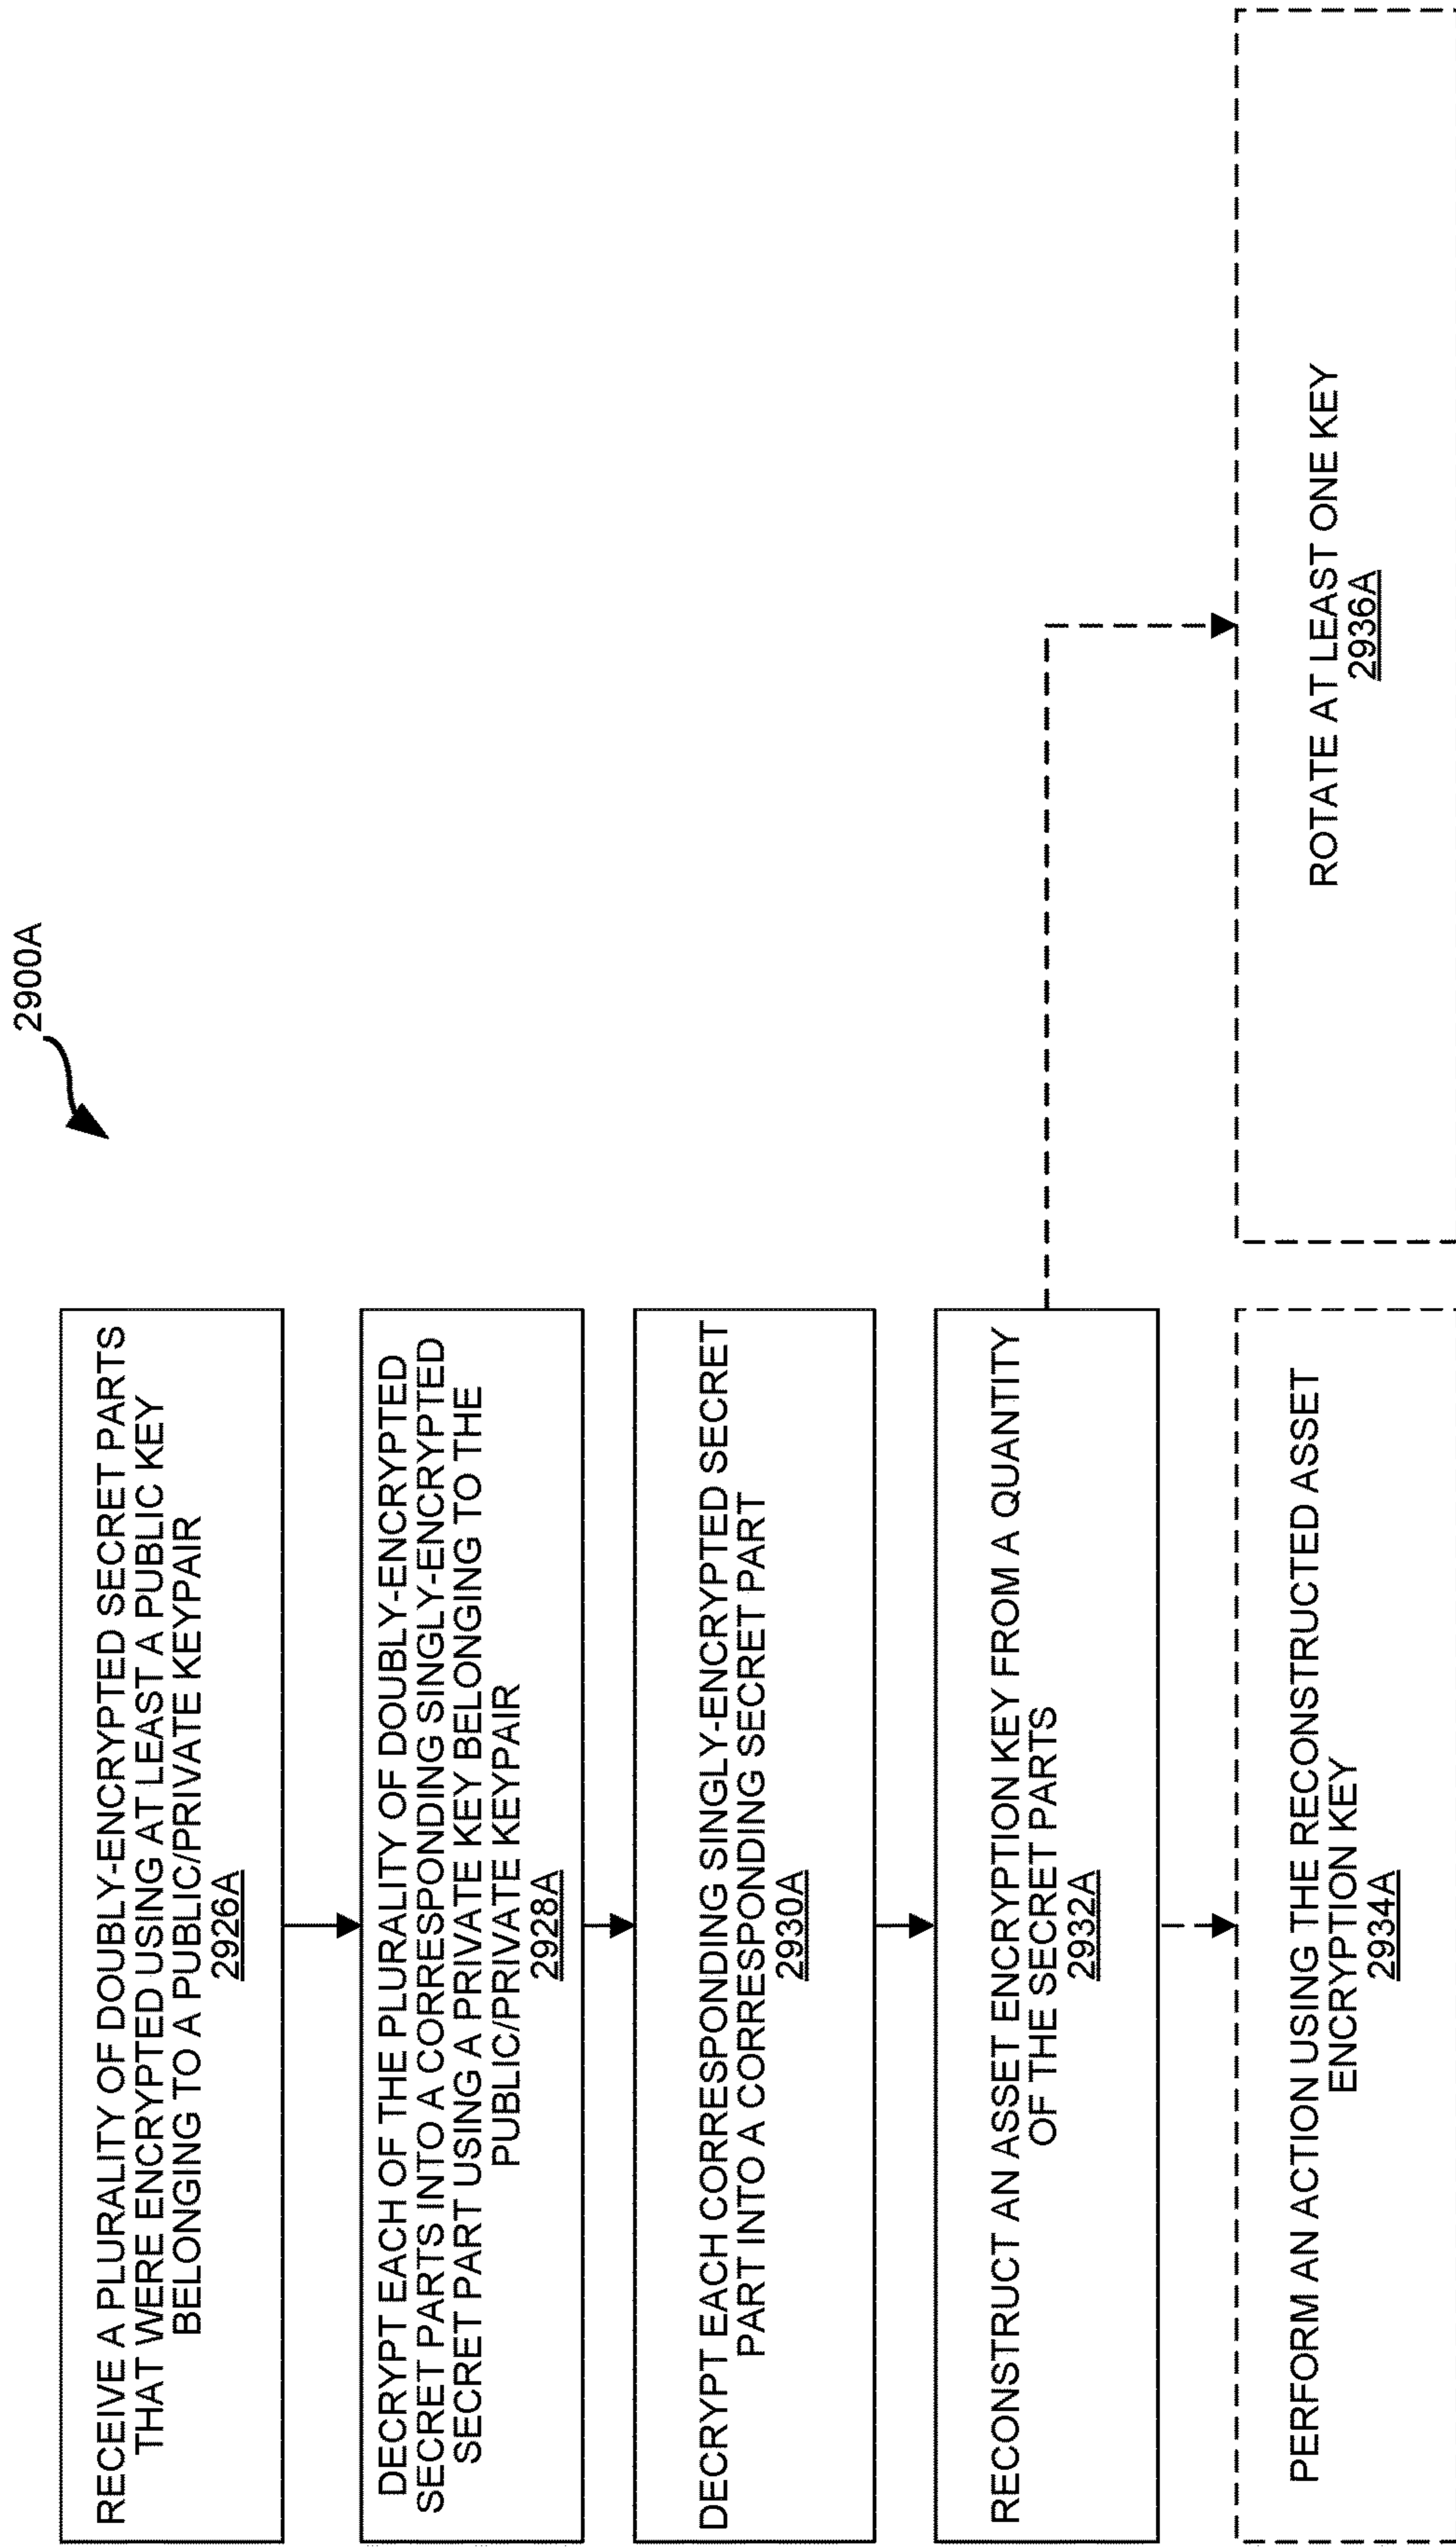 2900A
RECEIVE A PLURALITY OF DOUBLY-ENCRYPTED SECRET PARTS
THAT WERE ENCRYPTED USING AT LEAST A PUBLIC KEY
BELONGING TO A PUBLIC/PRIVATE KEYPAIR
2926A
DECRYPT EACH OF THE PLURALITY OF DOUBLY-ENCRYPTED
SECRET PARTS INTO A CORRESPONDING SINGLY-ENCRYPTED
SECRET PART USING A PRIVATE KEY BELONGING TO THE
PUBLIC/PRIVATE KEYPAIR
2928A
DECRYPT EACH CORRESPONDING SINGLY-ENCRYPTED SECRET
PART INTO A CORRESPONDING SECRET PART
2930A
RECONSTRUCT AN ASSET ENCRYPTION KEY FROM A QUANTITY
OF THE SECRET PARTS
2932A
PERFORM AN ACTION USING THE RECONSTRUCTED ASSET
ENCRYPTION KEY
2934A
ROTATE AT LEAST ONE KEY
2936A